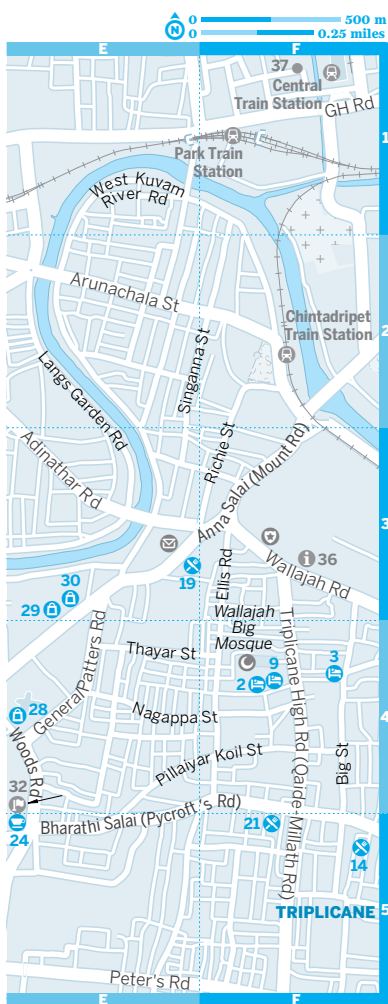 0 500 m
N
0 0.25 miles
E F
37
Central
Train Station
GH Rd
1
Park Train
Station
West Kuvam
River Rd
Arunachala St
Chintadripet
Train Station
2
Singanna St
Langs Garden Rd
Richie St
Adinathar Rd
Anna Salai (Mount Rd)
3
36
19
Ellis Rd
Wallajah Rd
30
29
Wallajah
Big
Mosque
General Patters Rd
Thayar St
Triplicane High Rd (Qaide-Millath Rd)
9
3
2
28
Nagappa St
4
Woods Rd
Pillaiyar Koil St
Big St
32
Bharathi Salai (Pycroft's Rd)
21
24
14
TRIPLICANE
5
Peter's Rd
E F